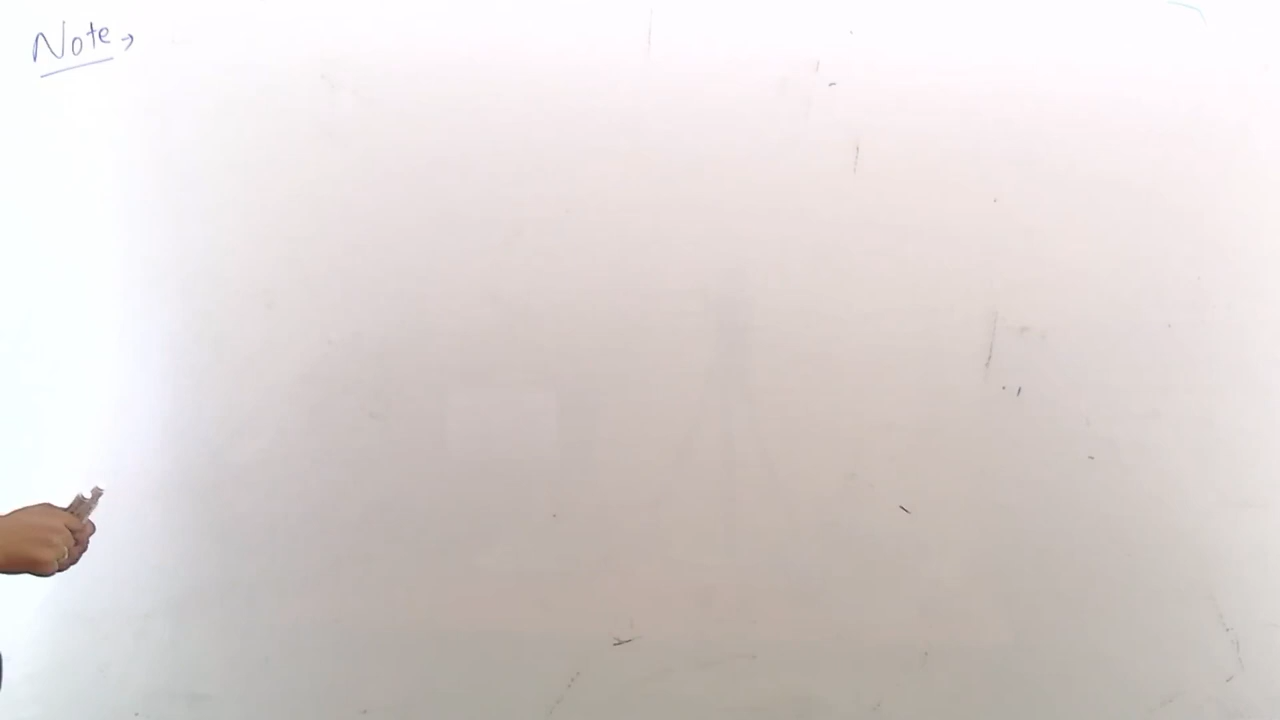 Note →